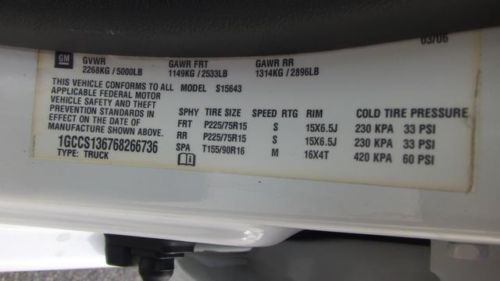 03/06
GM GVWR GAWR FRT GAWR RR
2268KG / 5000LB 1149KG / 2533LB 1314KG / 2896LB
THIS VEHICLE CONFORMS TO ALL MODEL S15643
APPLICABLE FEDERAL MOTOR
VEHICLE SAFETY AND THEFT SPHY TIRE SIZE SPEED RTG RIM COLD TIRE PRESSURE
PREVENTION STANDARDS IN FRT P225/75R15 S 15X6.5J 230 KPA 33 PSI
EFFECT ON THE DATE OF RR P225/75R15 S 15X6.5J 230 KPA 33 PSI
MANUFACTURE SHOWN ABOVE. SPA T155/90R16 M 16X4T 420 KPA 60 PSI
1GCCS136768266736
TYPE: TRUCK